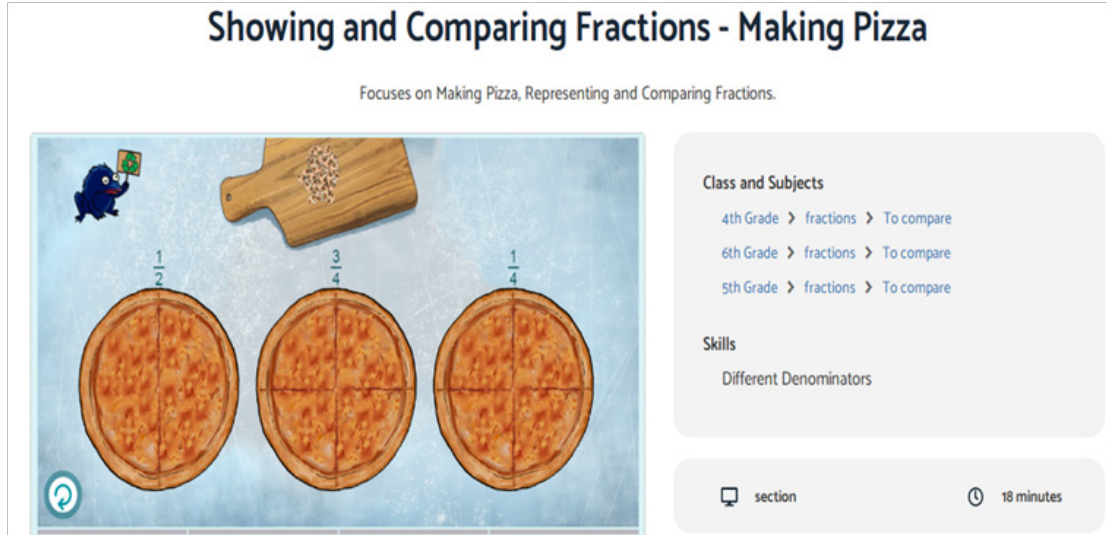 Showing and Comparing Fractions - Making Pizza
Focuses on Making Pizza, Representing and Comparing Fractions.
1/2 3/4 1/4
Class and Subjects
4th Grade > fractions > To compare
6th Grade > fractions > To compare
5th Grade > fractions > To compare
Skills
Different Denominators
section 18 minutes